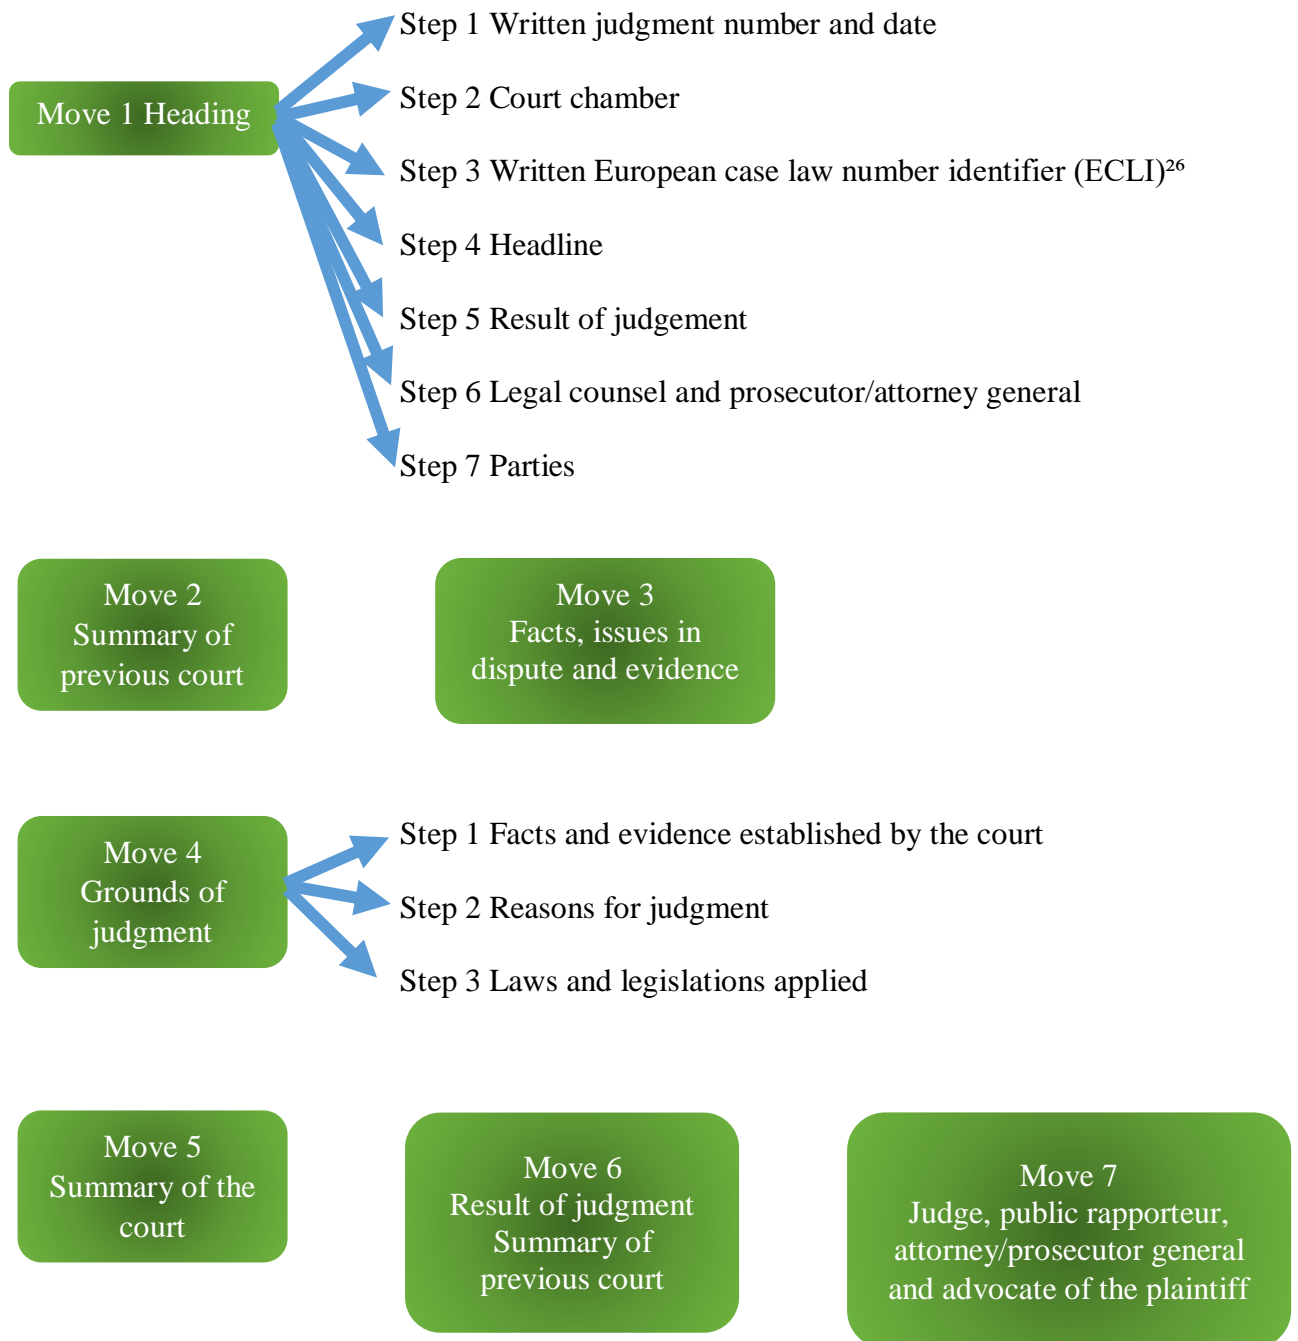 Step 1 Written judgment number and date
Move 1 Heading
Step 2 Court chamber
Step 3 Written European case law number identifier (ECLI)²⁶
Step 4 Headline
Step 5 Result of judgement
Step 6 Legal counsel and prosecutor/attorney general
Step 7 Parties
Move 2
Summary of
previous court
Move 3
Facts, issues in
dispute and evidence
Move 4
Grounds of
judgment
Step 1 Facts and evidence established by the court
Step 2 Reasons for judgment
Step 3 Laws and legislations applied
Move 5
Summary of the
court
Move 6
Result of judgment
Summary of
previous court
Move 7
Judge, public rapporteur,
attorney/prosecutor general
and advocate of the plaintiff